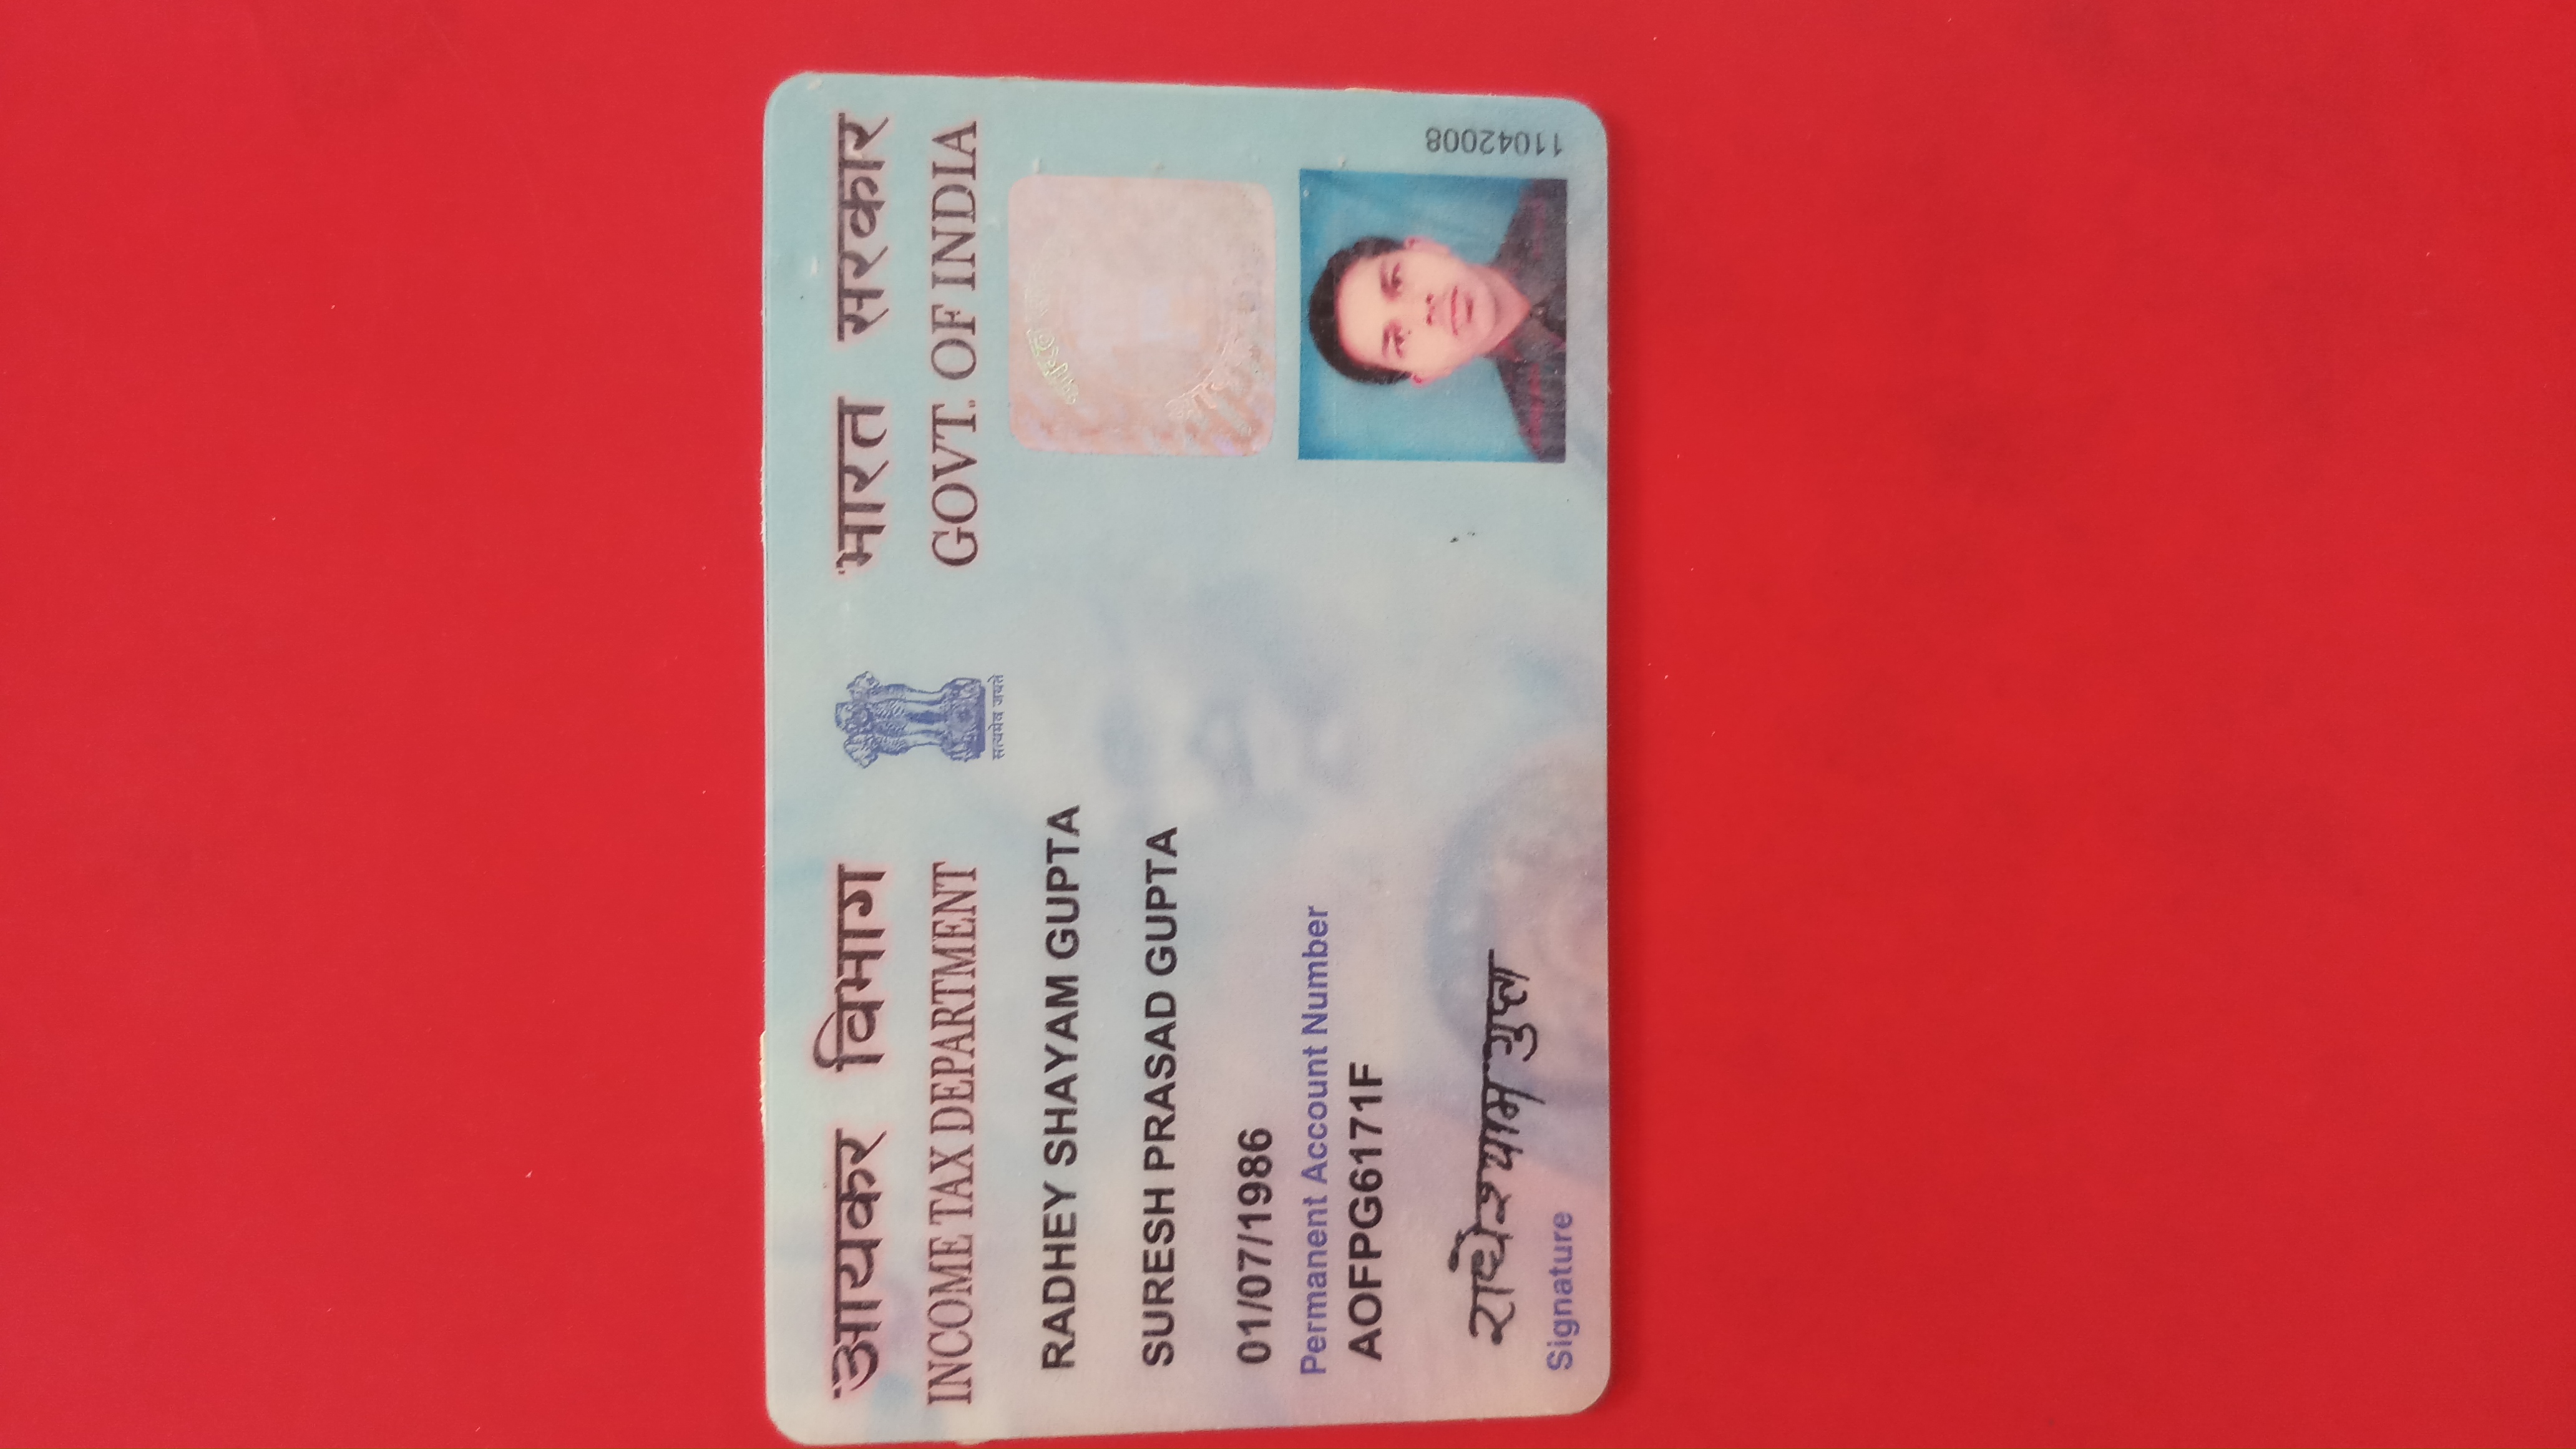 आयकर विभाग
INCOME TAX DEPARTMENT
सत्यमेव जयते
भारत सरकार
GOVT. OF INDIA
RADHEY SHAYAM GUPTA
SURESH PRASAD GUPTA
01/07/1986
Permanent Account Number
AOFPG6171F
राधेश्याम गुप्ता
Signature
11042008